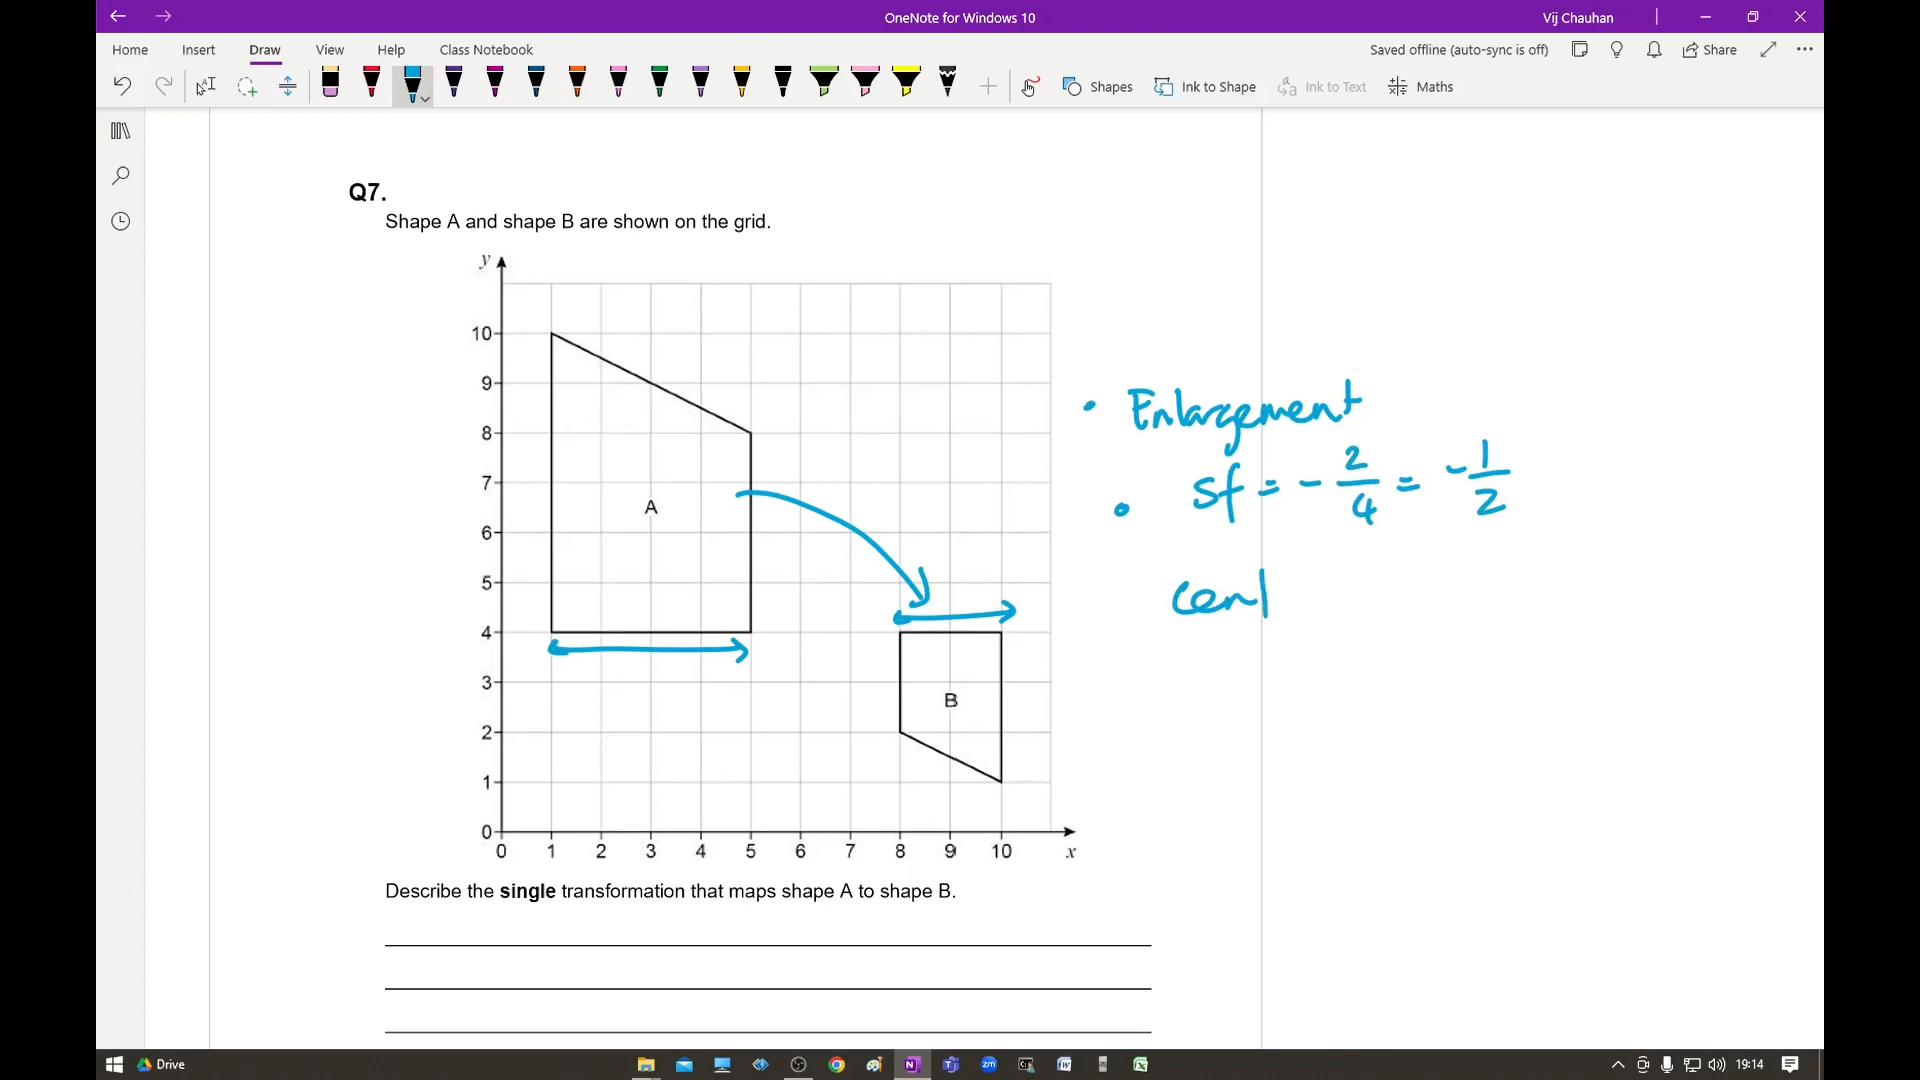 OneNote for Windows 10
Vij Chauhan
Home Insert Draw View Help Class Notebook
Saved offline (auto-sync is off)
Share
Shapes
Ink to Shape
Ink to Text
Maths
Q7.
Shape A and shape B are shown on the grid.
y
10
9
8
7
6
5
4
3
2
1
0
A
B
0 1 2 3 4 5 6 7 8 9 10 x
• Enlargement
• sf = - 2/4 = - 1/2
cen
Describe the single transformation that maps shape A to shape B.
Drive
19:14